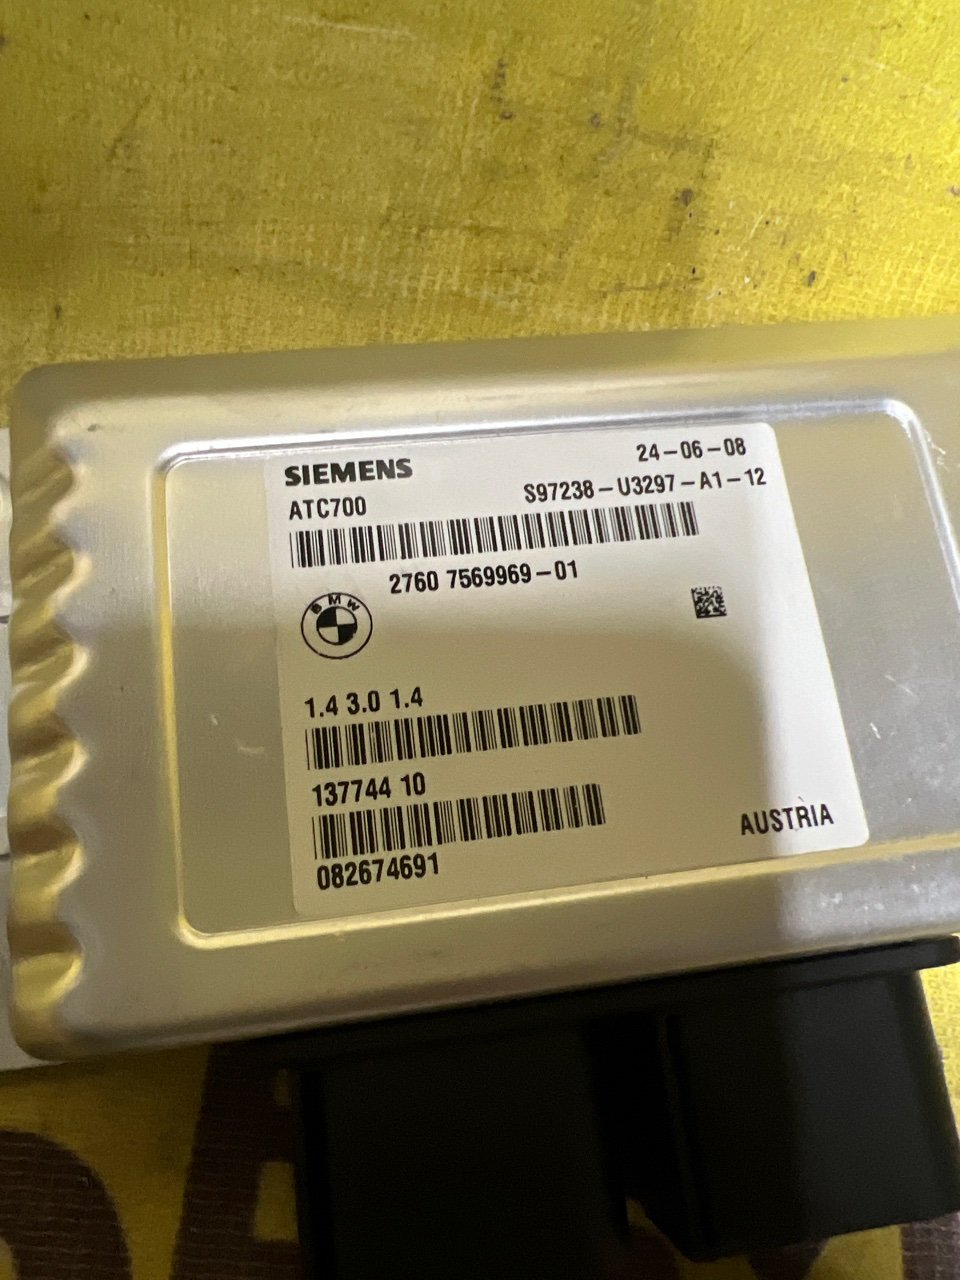 24-06-08
SIEMENS
ATC700
S97238-U3297-A1-12
2760 7569969-01
BMW
1.4 3.0 1.4
137744 10
AUSTRIA
082674691